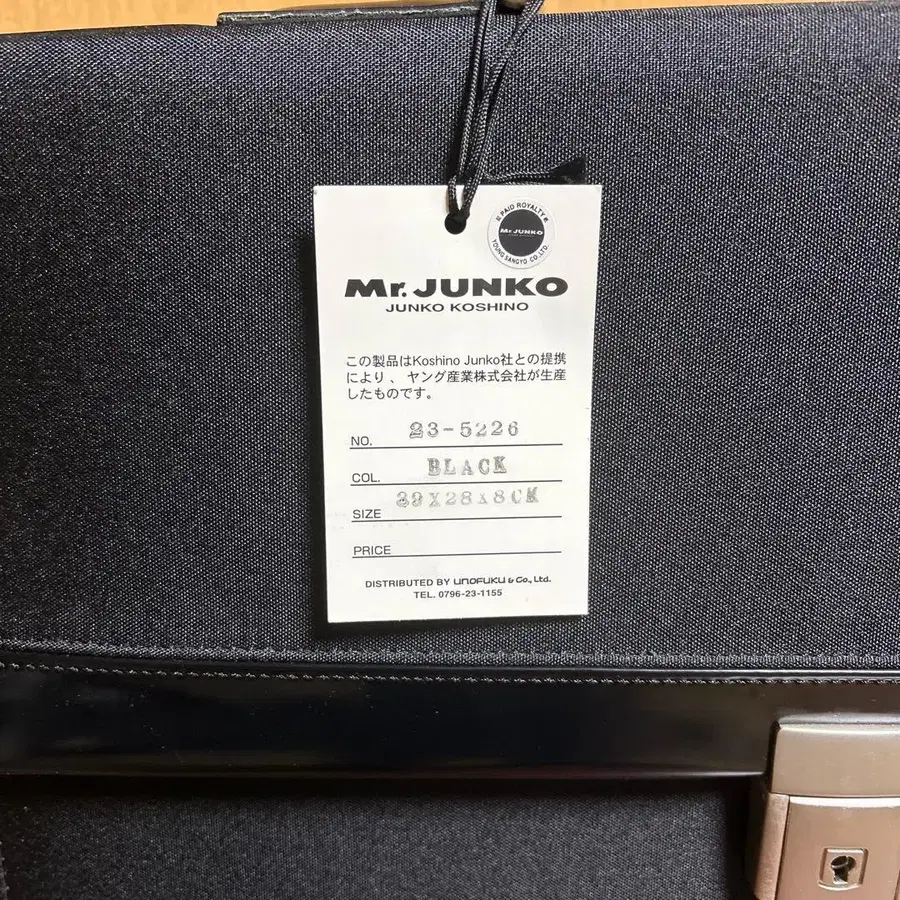 PAID ROYALTY
Mr. JUNKO
YOUNG SANGYO CO., LTD.
Mr. JUNKO
JUNKO KOSHINO
この製品はKoshino Junko社との提携
により 、 ヤング産業株式会社が生産
したものです。
NO. 23-5226
COL. BLACK
SIZE 39X28X8CM
PRICE
DISTRIBUTED BY UNOFUKU & Co., Ltd.
TEL. 0796-23-1155